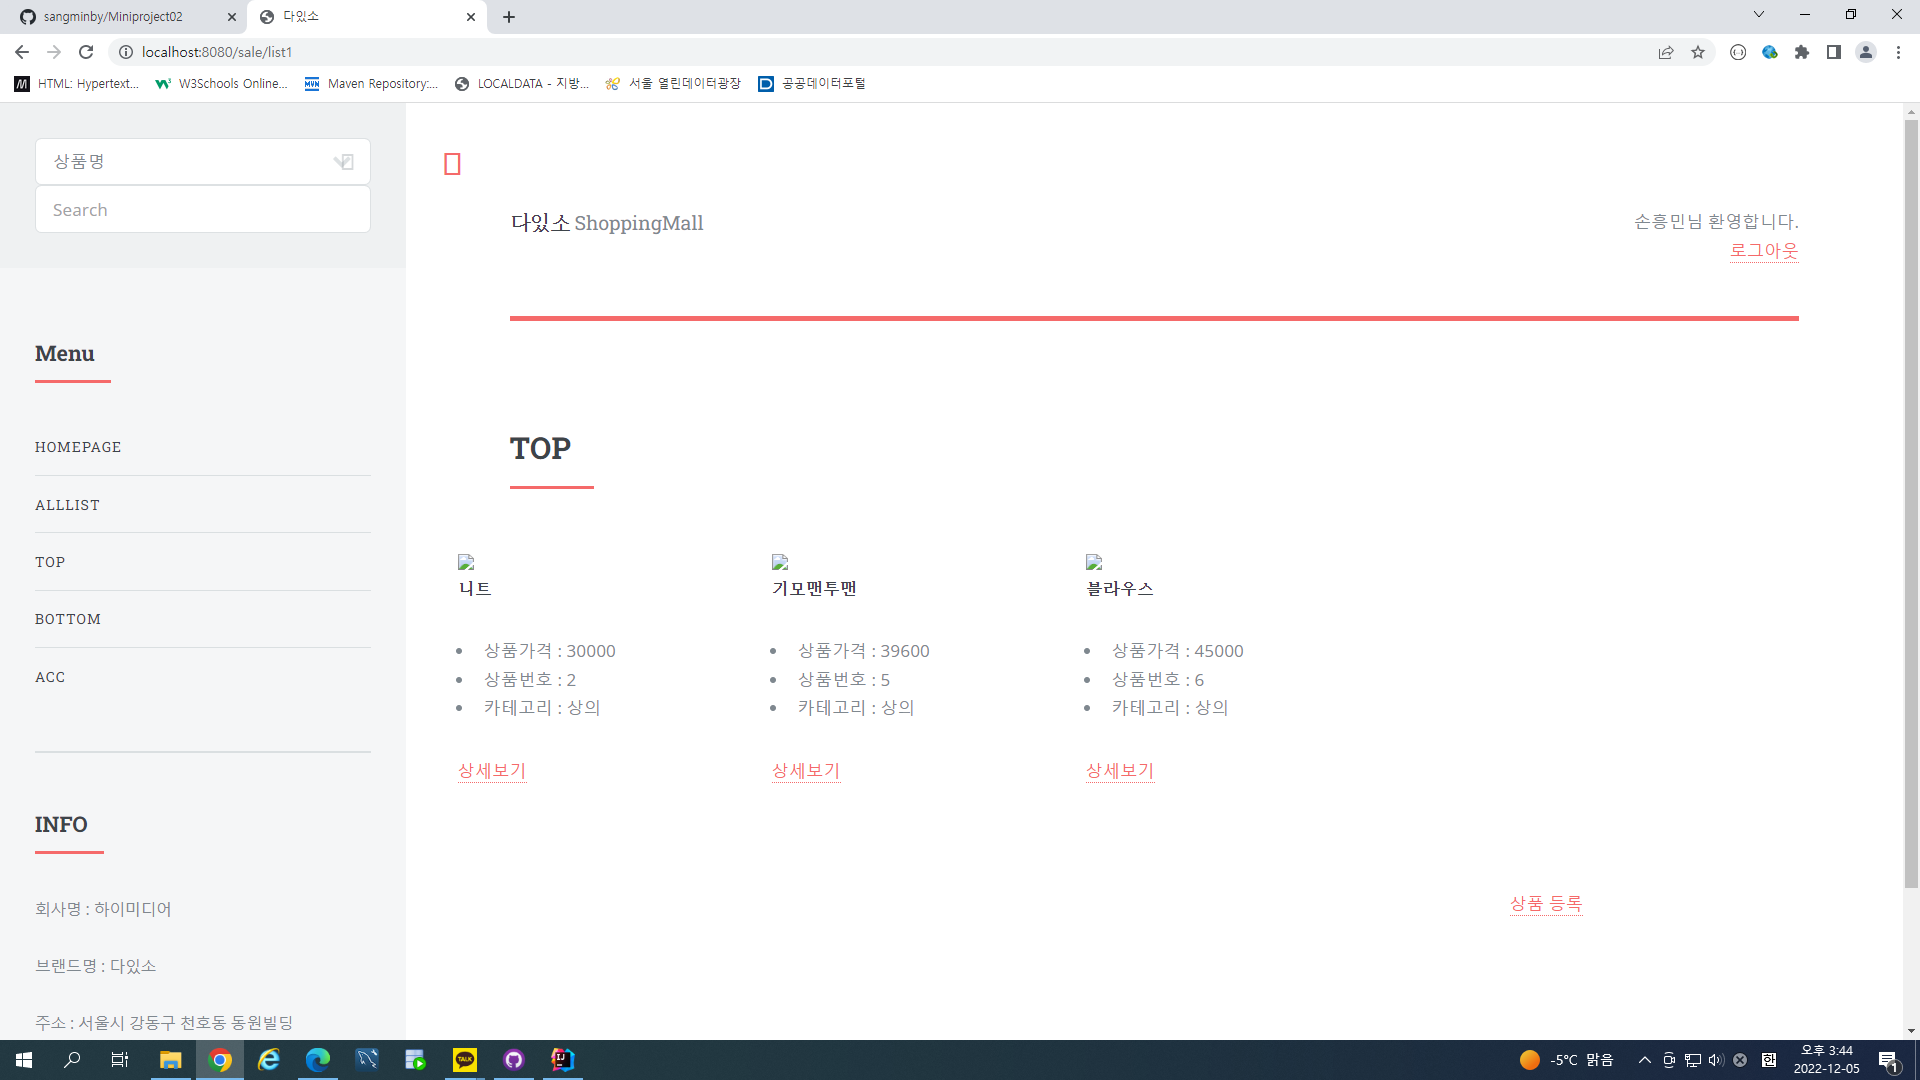 sangminby/Miniproject02
다있소
localhost:8080/sale/list1
HTML: Hypertext...
W3Schools Online...
Maven Repository:...
LOCALDATA - 지방...
서울 열린데이터광장
공공데이터포털
상품명
Search
다있소 ShoppingMall
손흥민님 환영합니다.
로그아웃
Menu
HOMEPAGE
ALLLIST
TOP
BOTTOM
ACC
INFO
회사명 : 하이미디어
브랜드명 : 다있소
주소 : 서울시 강동구 천호동 동원빌딩
TOP
니트
상품가격 : 30000
상품번호 : 2
카테고리 : 상의
상세보기
기모맨투맨
상품가격 : 39600
상품번호 : 5
카테고리 : 상의
상세보기
블라우스
상품가격 : 45000
상품번호 : 6
카테고리 : 상의
상세보기
상품 등록
TALK
IJ
-5°C 맑음
한
오후 3:44
2022-12-05
1